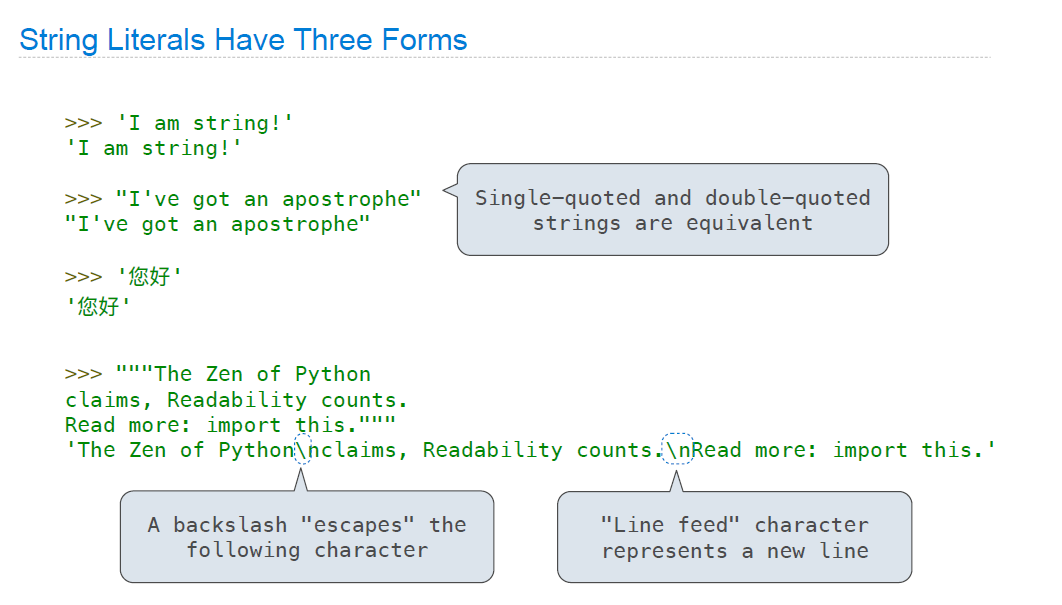 String Literals Have Three Forms
>>> 'I am string!'
'I am string!'
>>> "I've got an apostrophe"
"I've got an apostrophe"
Single-quoted and double-quoted
strings are equivalent
>>> '您好'
'您好'
>>> """The Zen of Python
claims, Readability counts.
Read more: import this."""
'The Zen of Python\nclaims, Readability counts.\nRead more: import this.'
A backslash "escapes" the
following character
"Line feed" character
represents a new line